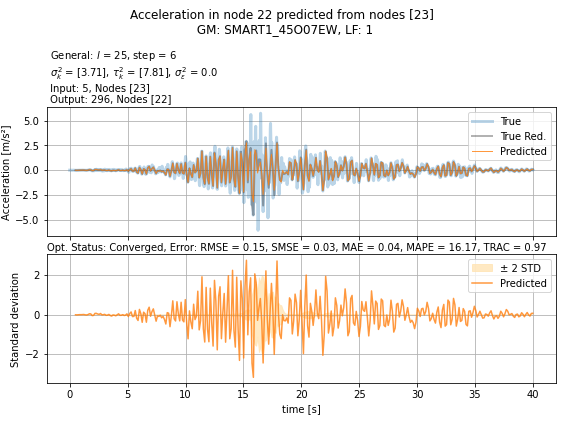 Acceleration in node 22 predicted from nodes [23]
GM: SMART1_45O07EW, LF: 1
General: l = 25, step = 6
σ²ₖ = [3.71], τ²ₖ = [7.81], σ²ε = 0.0
Input: 5, Nodes [23]
Output: 296, Nodes [22]
Acceleration [m/s²]
5.0
2.5
0.0
−2.5
−5.0
True
True Red.
Predicted
Opt. Status: Converged, Error: RMSE = 0.15, SMSE = 0.03, MAE = 0.04, MAPE = 16.17, TRAC = 0.97
Standard deviation
2
0
−2
± 2 STD
Predicted
0 5 10 15 20 25 30 35 40
time [s]